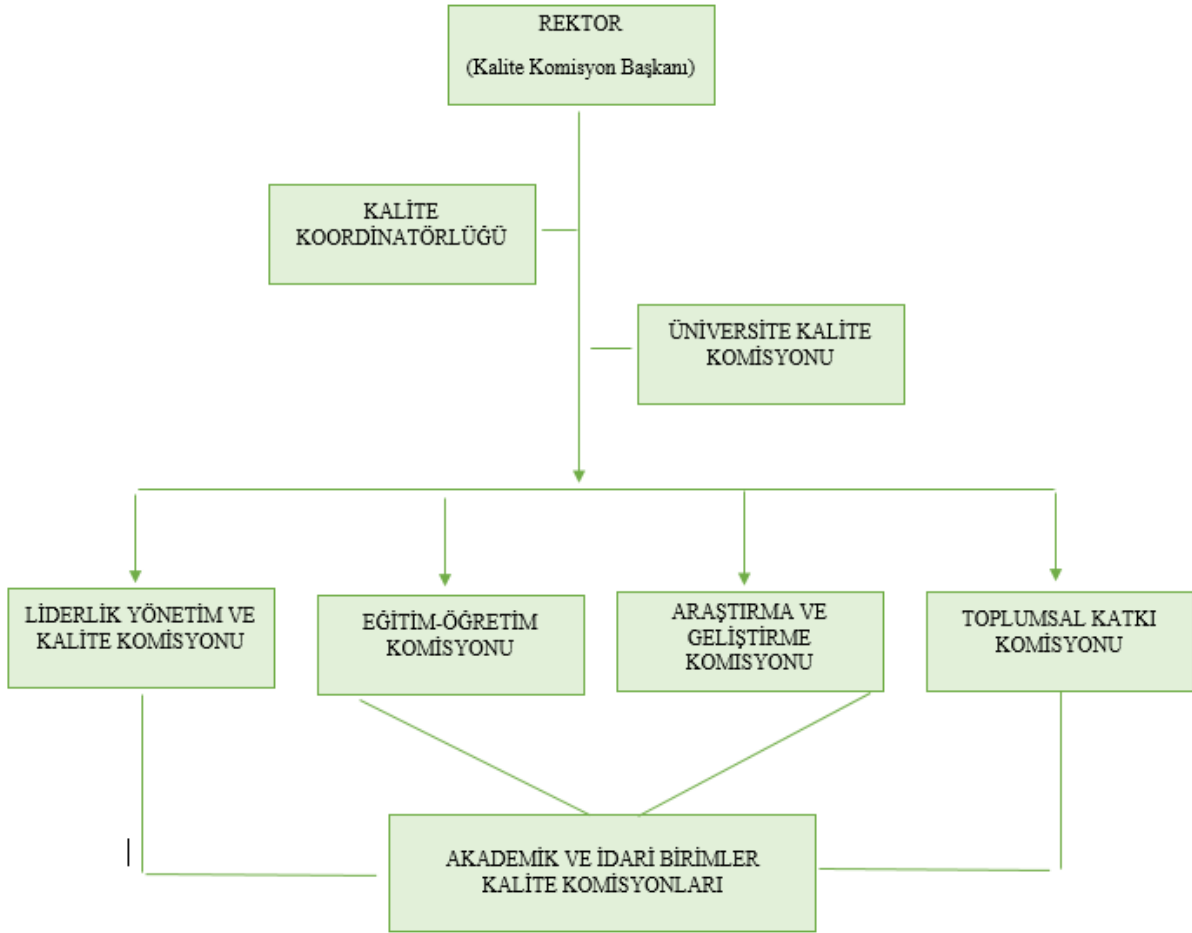 REKTOR
(Kalite Komisyon Başkanı)
KALİTE
KOORDİNATÖRLÜĞÜ
ÜNİVERSİTE KALİTE
KOMİSYONU
LİDERLİK YÖNETİM VE
KALİTE KOMİSYONU
EĞİTİM-ÖĞRETİM
KOMİSYONU
ARAŞTIRMA VE
GELİŞTİRME
KOMISYONU
TOPLUMSAL KATKI
KOMİSYONU
AKADEMİK VE İDARİ BİRİMLER
KALİTE KOMİSYONLARI